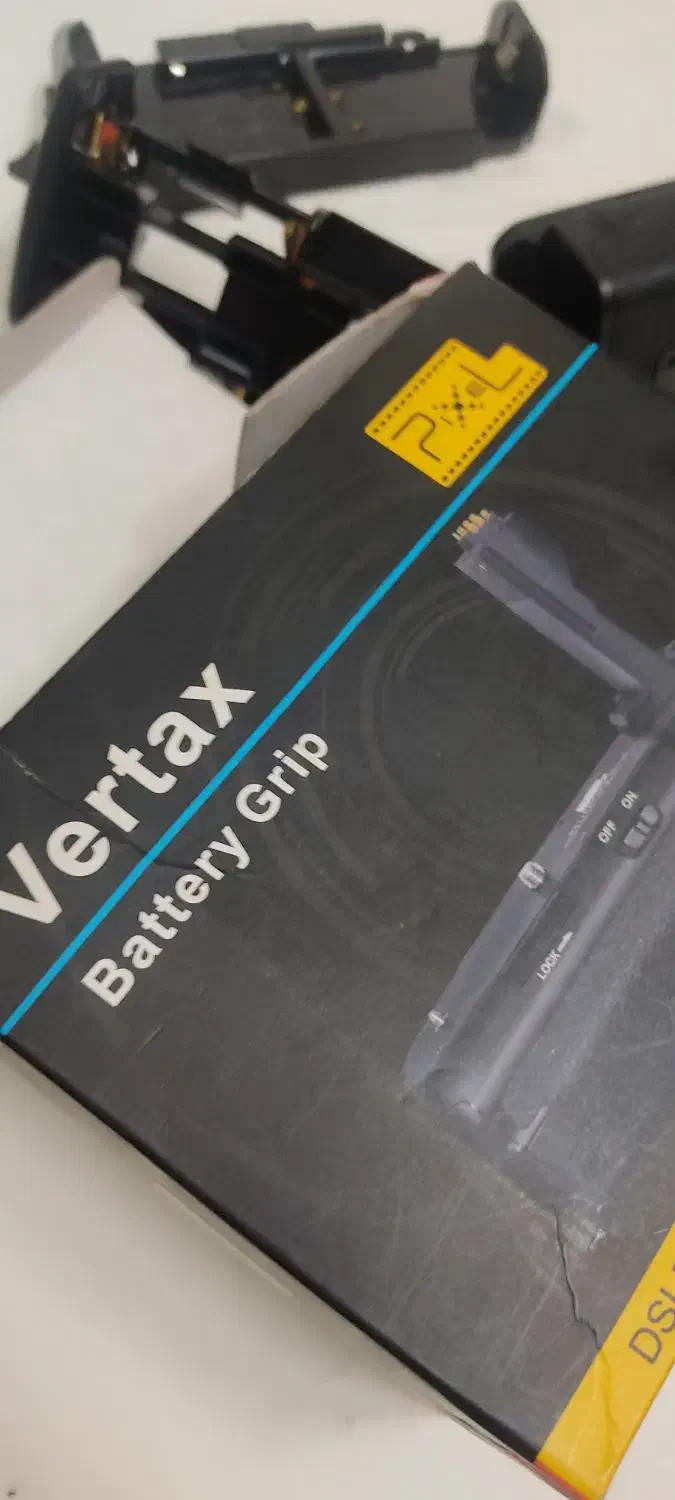 PIXEL
Vertax
Battery Grip
OFF ON
LOCK